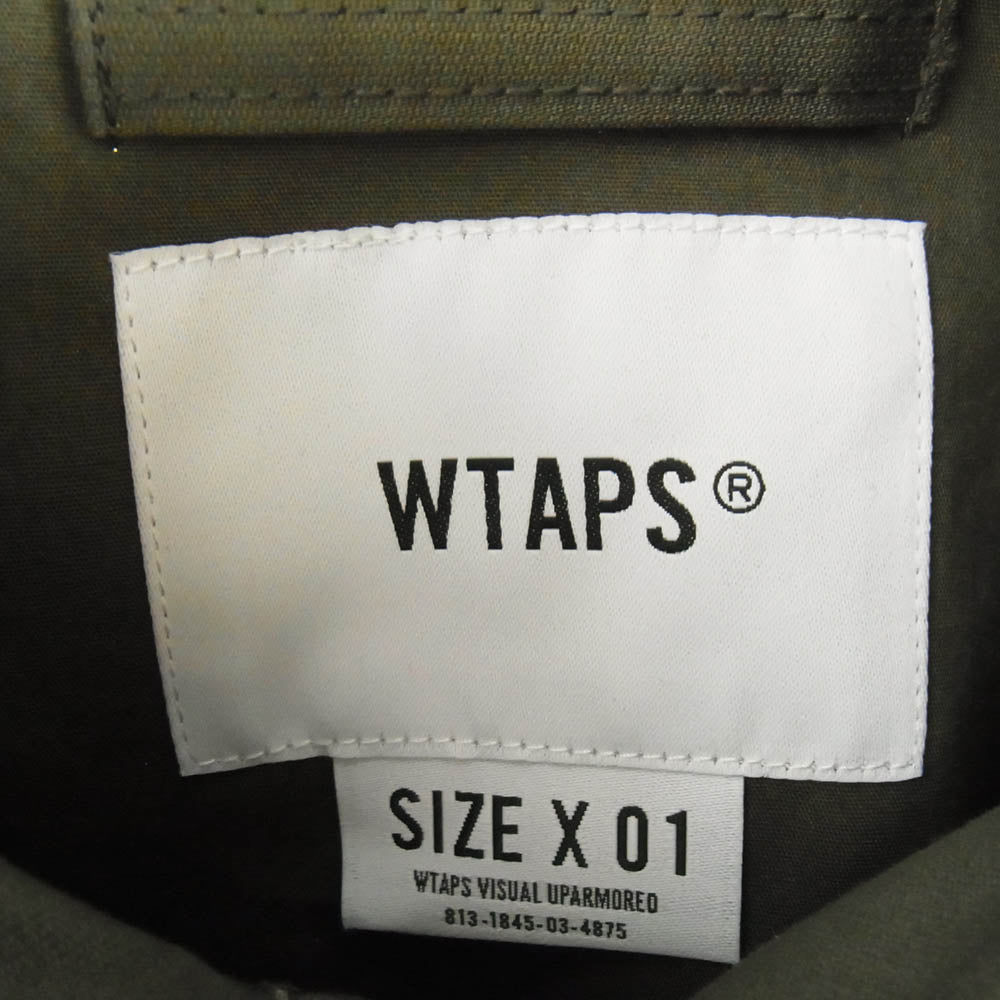 WTAPS®
SIZE X 01
WTAPS VISUAL UPARMORED
813-1845-03-4875